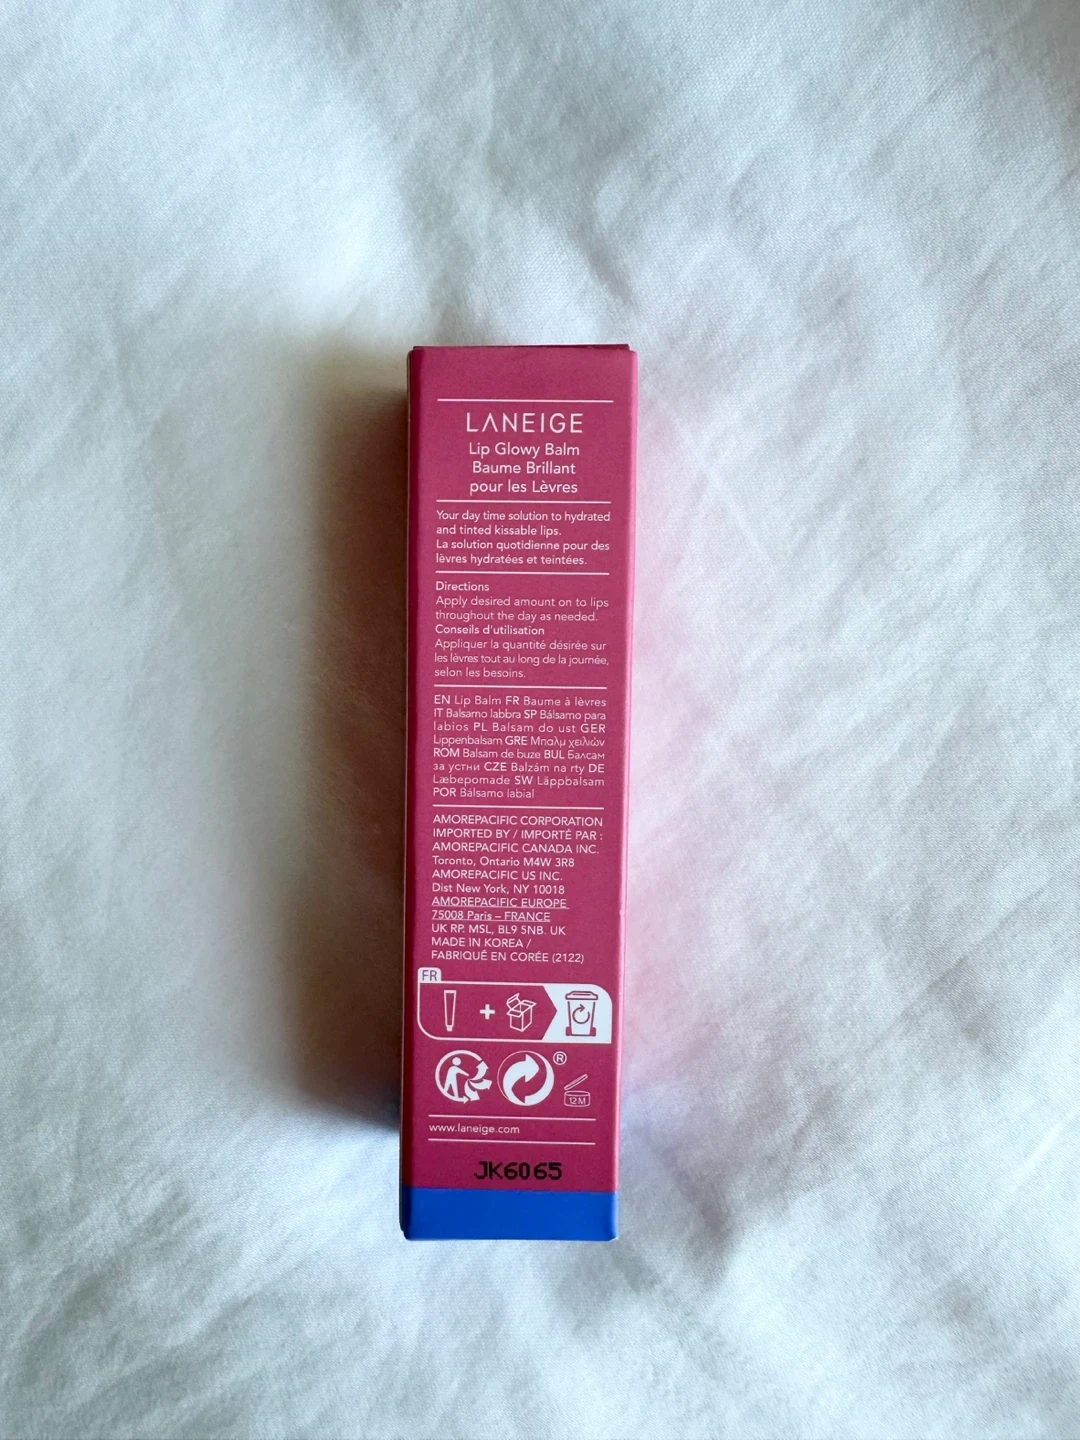 LANEIGE
Lip Glowy Balm
Baume Brillant
pour les Lèvres
Your day time solution to hydrated
and tinted kissable lips.
La solution quotidienne pour des
lèvres hydratées et teintées.
Directions
Apply desired amount on to lips
throughout the day as needed.
Conseils d'utilisation
Appliquer la quantité désirée sur
les lèvres tout au long de la journée,
selon les besoins.
EN Lip Balm FR Baume à lèvres
IT Balsamo labbra SP Bálsamo para
labios PL Balsam do ust GER
Lippenbalsam GRE Μπαλμ χειλιών
ROM Balsam de buze BUL Балсам
за устни CZE Balzám na rty DE
Læbepomade SW Läppbalsam
POR Bálsamo labial
AMOREPACIFIC CORPORATION
IMPORTED BY / IMPORTÉ PAR :
AMOREPACIFIC CANADA INC.
Toronto, Ontario M4W 3R8
AMOREPACIFIC US INC.
Dist New York, NY 10018
AMOREPACIFIC EUROPE
75008 Paris – FRANCE
UK RP. MSL, BL9 5NB. UK
MADE IN KOREA /
FABRIQUÉ EN CORÉE (2122)
FR
+
®
12M
www.laneige.com
JK6065